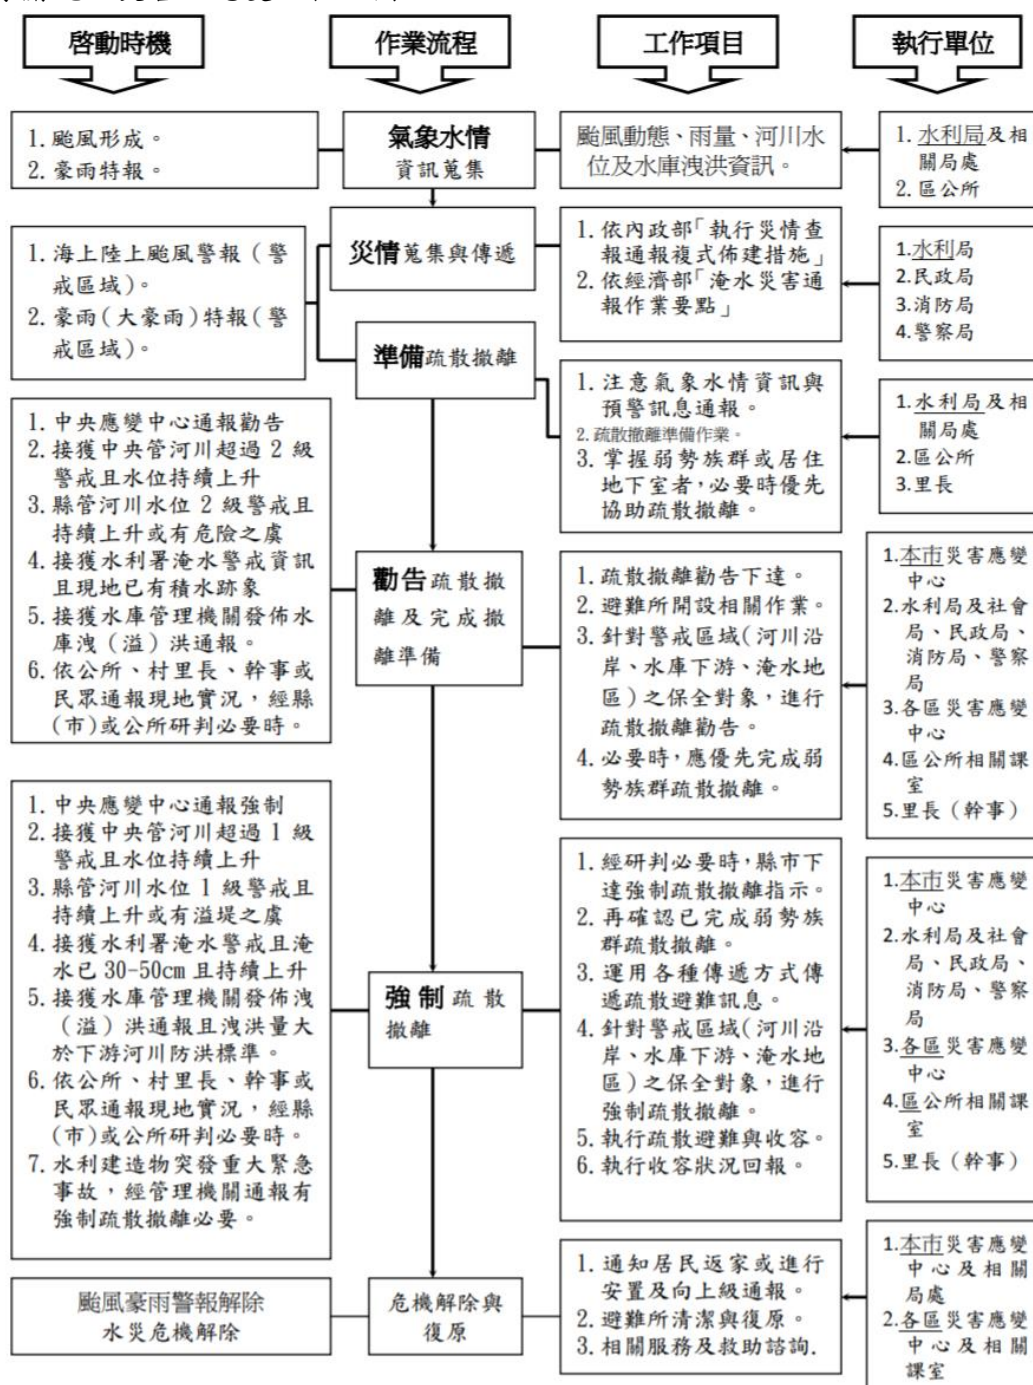 啓動時機
作業流程
工作項目
執行單位
1. 颱風形成。
2. 豪雨特報。
氣象水情
資訊蒐集
颱風動態、雨量、河川水
位及水庫洩洪資訊。
1. 水利局及相
關局處
2. 區公所
1. 海上陸上颱風警報(警
戒區域)。
2. 豪雨(大豪雨)特報(警
戒區域)。
災情蒐集與傳遞
1. 依內政部「執行災情查
報通報複式佈建措施」
2. 依經濟部「淹水災害通
報作業要點」
1.水利局
2.民政局
3.消防局
4.警察局
準備疏散撤離
1. 注意氣象水情資訊與
預警訊息通報。
2. 疏散撤離準備作業。
3. 掌握弱勢族群或居住
地下室者,必要時優先
協助疏散撤離。
1.水利局及相
關局處
2.區公所
3.里長
1. 中央應變中心通報勸告
2. 接獲中央管河川超過 2 級
警戒且水位持續上升
3. 縣管河川水位 2 級警戒且
持續上升或有危險之虞
4. 接獲水利署淹水警戒資訊
且現地已有積水跡象
5. 接獲水庫管理機關發佈水
庫洩(溢)洪通報。
6. 依公所、村里長、幹事或
民眾通報現地實況,經縣
(市)或公所研判必要時。
勸告疏散撤
離及完成撤
離準備
1. 疏散撤離勸告下達。
2. 避難所開設相關作業。
3. 針對警戒區域(河川沿
岸、水庫下游、淹水地
區)之保全對象,進行
疏散撤離勸告。
4. 必要時,應優先完成弱
勢族群疏散撤離。
1.本市災害應變
中心
2.水利局及社會
局、民政局、
消防局、警察
局
3.各區災害應變
中心
4.區公所相關課
室
5.里長(幹事)
1. 中央應變中心通報強制
2. 接獲中央管河川超過 1 級
警戒且水位持續上升
3. 縣管河川水位 1 級警戒且
持續上升或有溢堤之虞
4. 接獲水利署淹水警戒且淹
水已 30-50cm 且持續上升
5. 接獲水庫管理機關發佈洩
(溢)洪通報且洩洪量大
於下游河川防洪標準。
6. 依公所、村里長、幹事或
民眾通報現地實況,經縣
(市)或公所研判必要時。
7. 水利建造物突發重大緊急
事故,經管理機關通報有
強制疏散撤離必要。
強制疏散
撤離
1. 經研判必要時,縣市下
達強制疏散撤離指示。
2. 再確認已完成弱勢族
群疏散撤離。
3. 運用各種傳遞方式傳
遞疏散避難訊息。
4. 針對警戒區域(河川沿
岸、水庫下游、淹水地
區)之保全對象,進行
強制疏散撤離。
5. 執行疏散避難與收容。
6. 執行收容狀況回報。
1.本市災害應變
中心
2.水利局及社會
局、民政局、
消防局、警察
局
3.各區災害應變
中心
4.區公所相關課
室
5.里長(幹事)
颱風豪雨警報解除
水災危機解除
危機解除與
復原
1. 通知居民返家或進行
安置及向上級通報。
2. 避難所清潔與復原。
3. 相關服務及救助諮詢.
1.本市災害應變
中心及相關
局處
2.各區災害應變
中心及相關
課室